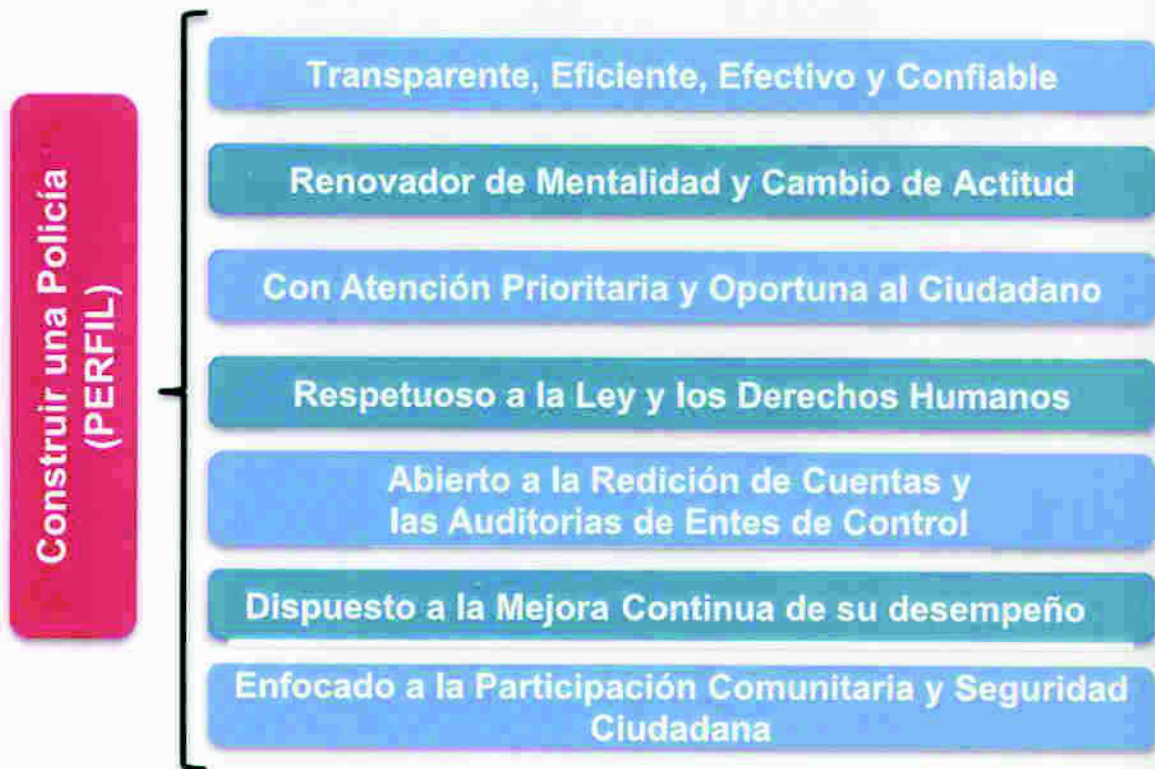 Construir una Policía
(PERFIL)
Transparente, Eficiente, Efectivo y Confiable
Renovador de Mentalidad y Cambio de Actitud
Con Atención Prioritaria y Oportuna al Ciudadano
Respetuoso a la Ley y los Derechos Humanos
Abierto a la Redición de Cuentas y
las Auditorias de Entes de Control
Dispuesto a la Mejora Continua de su desempeño
Enfocado a la Participación Comunitaria y Seguridad
Ciudadana